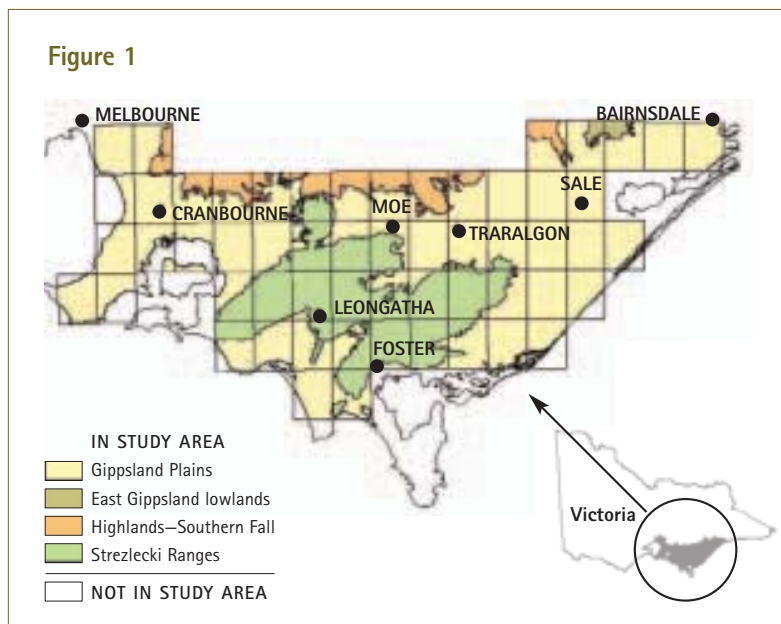 Figure 1
MELBOURNE
BAIRNSDALE
SALE
CRANBOURNE
MOE
TRARALGON
LEONGATHA
FOSTER
IN STUDY AREA
Gippsland Plains
East Gippsland lowlands
Highlands—Southern Fall
Strezlecki Ranges
NOT IN STUDY AREA
Victoria